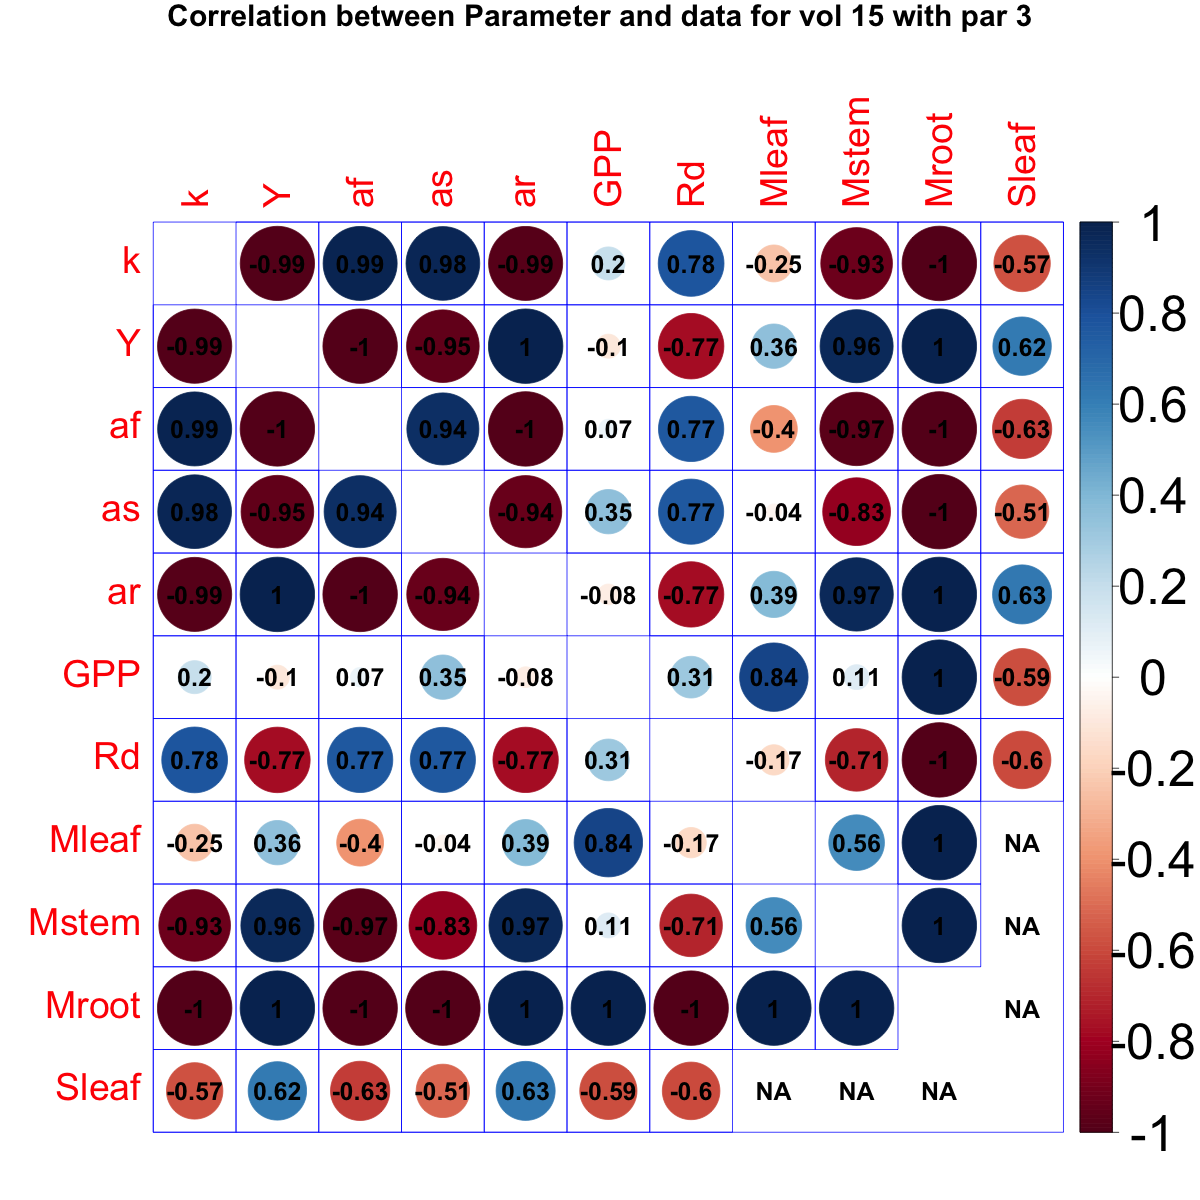 Correlation between Parameter and data for vol 15 with par 3
k Y af as ar GPP Rd Mleaf Mstem Mroot Sleaf
k -0.99 0.99 0.98 -0.99 0.2 0.78 -0.25 -0.93 -1 -0.57
Y -0.99 -1 -0.95 1 -0.1 -0.77 0.36 0.96 1 0.62
af 0.99 -1 0.94 -1 0.07 0.77 -0.4 -0.97 -1 -0.63
as 0.98 -0.95 0.94 -0.94 0.35 0.77 -0.04 -0.83 -1 -0.51
ar -0.99 1 -1 -0.94 -0.08 -0.77 0.39 0.97 1 0.63
GPP 0.2 -0.1 0.07 0.35 -0.08 0.31 0.84 0.11 1 -0.59
Rd 0.78 -0.77 0.77 0.77 -0.77 0.31 -0.17 -0.71 -1 -0.6
Mleaf -0.25 0.36 -0.4 -0.04 0.39 0.84 -0.17 0.56 1 NA
Mstem -0.93 0.96 -0.97 -0.83 0.97 0.11 -0.71 0.56 1 NA
Mroot -1 1 -1 -1 1 1 -1 1 1 NA
Sleaf -0.57 0.62 -0.63 -0.51 0.63 -0.59 -0.6 NA NA NA
1
0.8
0.6
0.4
0.2
0
-0.2
-0.4
-0.6
-0.8
-1